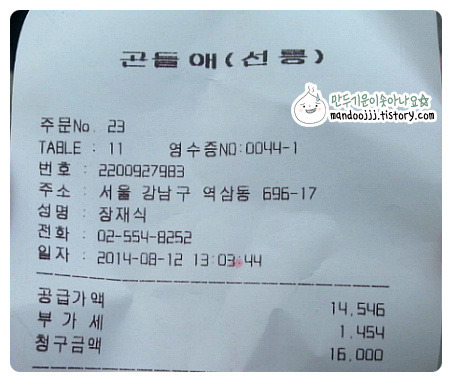 곤들애(선릉)
만두기운이솟아나요☆
mandoojjj.tistory.com
주문No. 23
TABLE : 11 영수증NO:0044-1
번호 : 2200927983
주소 : 서울 강남구 역삼동 696-17
성명 : 장재식
전화 : 02-554-8252
일자 : 2014-08-12 13:03:44
공급가액 14,546
부가세 1,454
청구금액 16,000